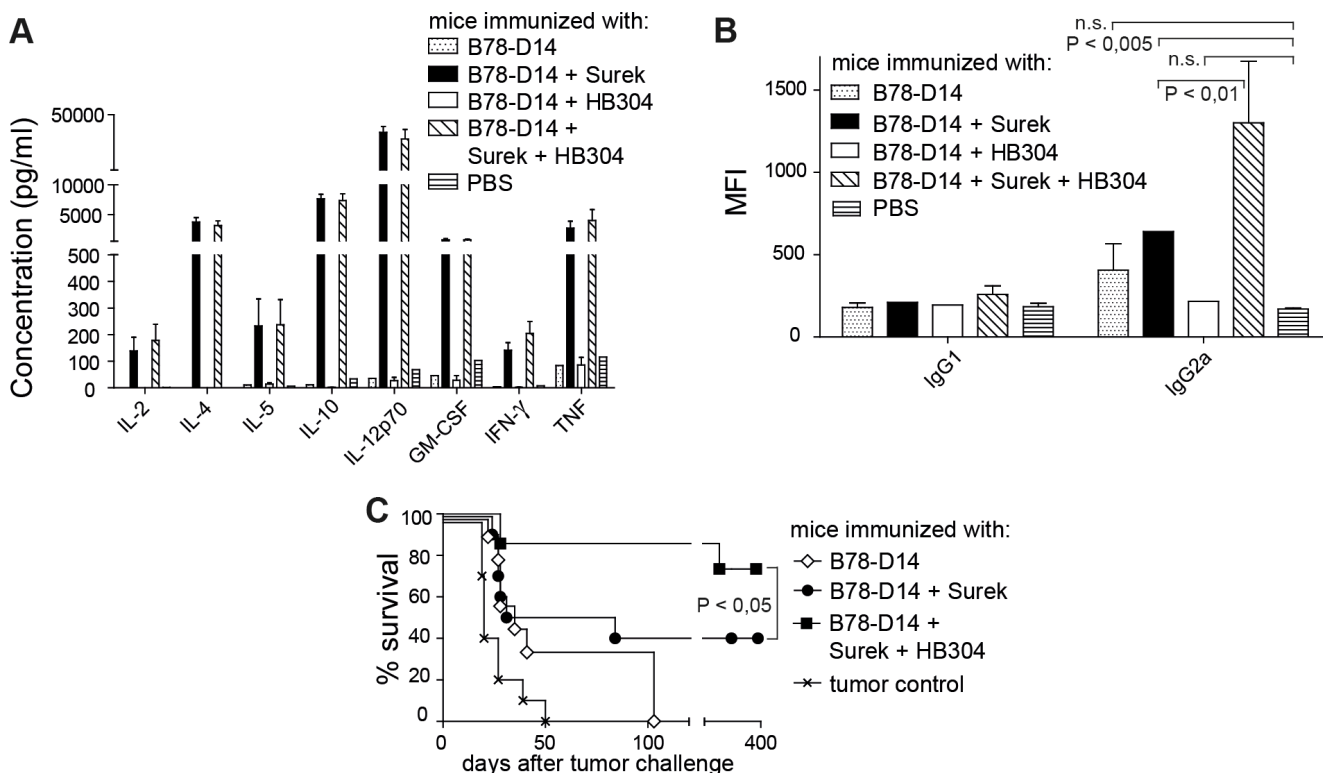 A
mice immunized with:
B78-D14
B78-D14 + Surek
B78-D14 + HB304
B78-D14 +
Surek + HB304
PBS
Concentration (pg/ml)
50000
10000
5000
500
500
400
300
200
100
0
IL-2
IL-4
IL-5
IL-10
IL-12p70
GM-CSF
IFN-γ
TNF
B
n.s.
P < 0,005
n.s.
P < 0,01
mice immunized with:
B78-D14
B78-D14 + Surek
B78-D14 + HB304
B78-D14 + Surek + HB304
PBS
MFI
1500
1000
500
0
IgG1
IgG2a
C
% survival
100
80
60
40
20
0
0
50
100
400
days after tumor challenge
P < 0,05
mice immunized with:
B78-D14
B78-D14 + Surek
B78-D14 +
Surek + HB304
tumor control